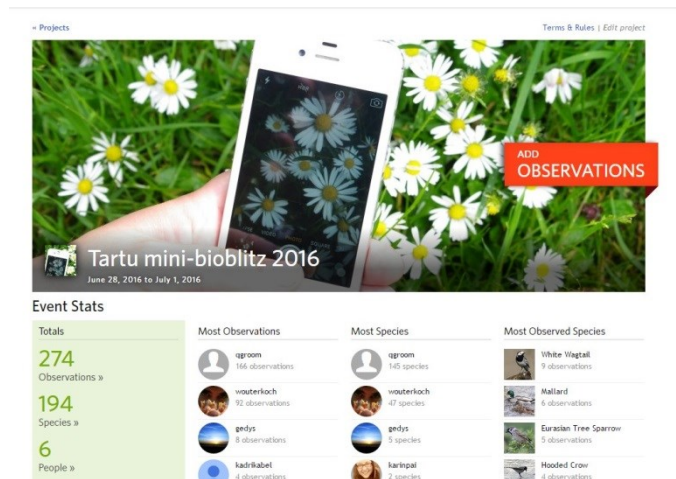 « Projects
Terms & Rules | Edit project
ADD
OBSERVATIONS
Tartu mini-bioblitz 2016
June 28, 2016 to July 1, 2016
Event Stats
Totals
274
Observations »
194
Species »
6
People »
Most Observations
qgroom
166 observations
wouterkoch
92 observations
gedys
8 observations
kadrikabel
4 observations
Most Species
qgroom
145 species
wouterkoch
47 species
gedys
5 species
karinpai
2 species
Most Observed Species
White Wagtail
9 observations
Mallard
6 observations
Eurasian Tree Sparrow
5 observations
Hooded Crow
4 observations